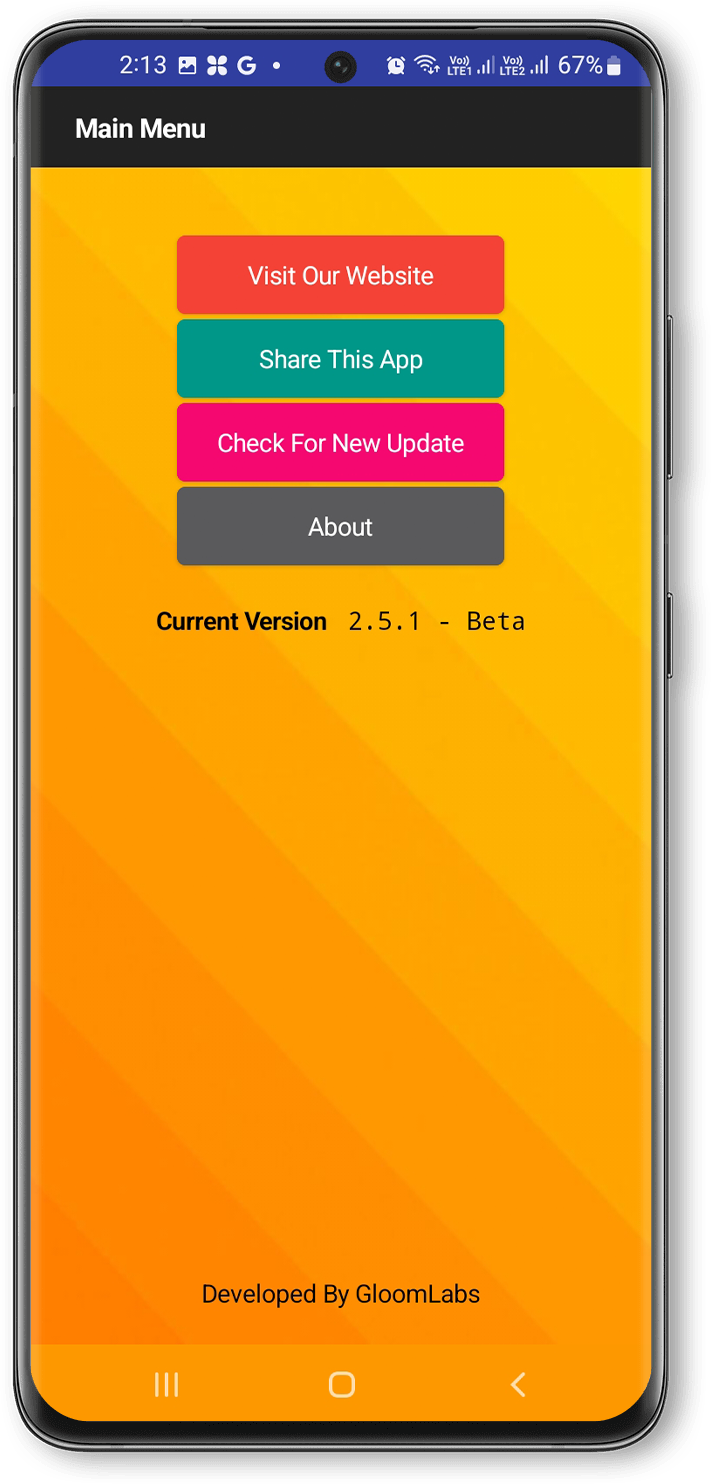 2:13 G Vo) LTE1 Vo) LTE2 67%
Main Menu
Visit Our Website
Share This App
Check For New Update
About
Current Version 2.5.1 - Beta
Developed By GloomLabs